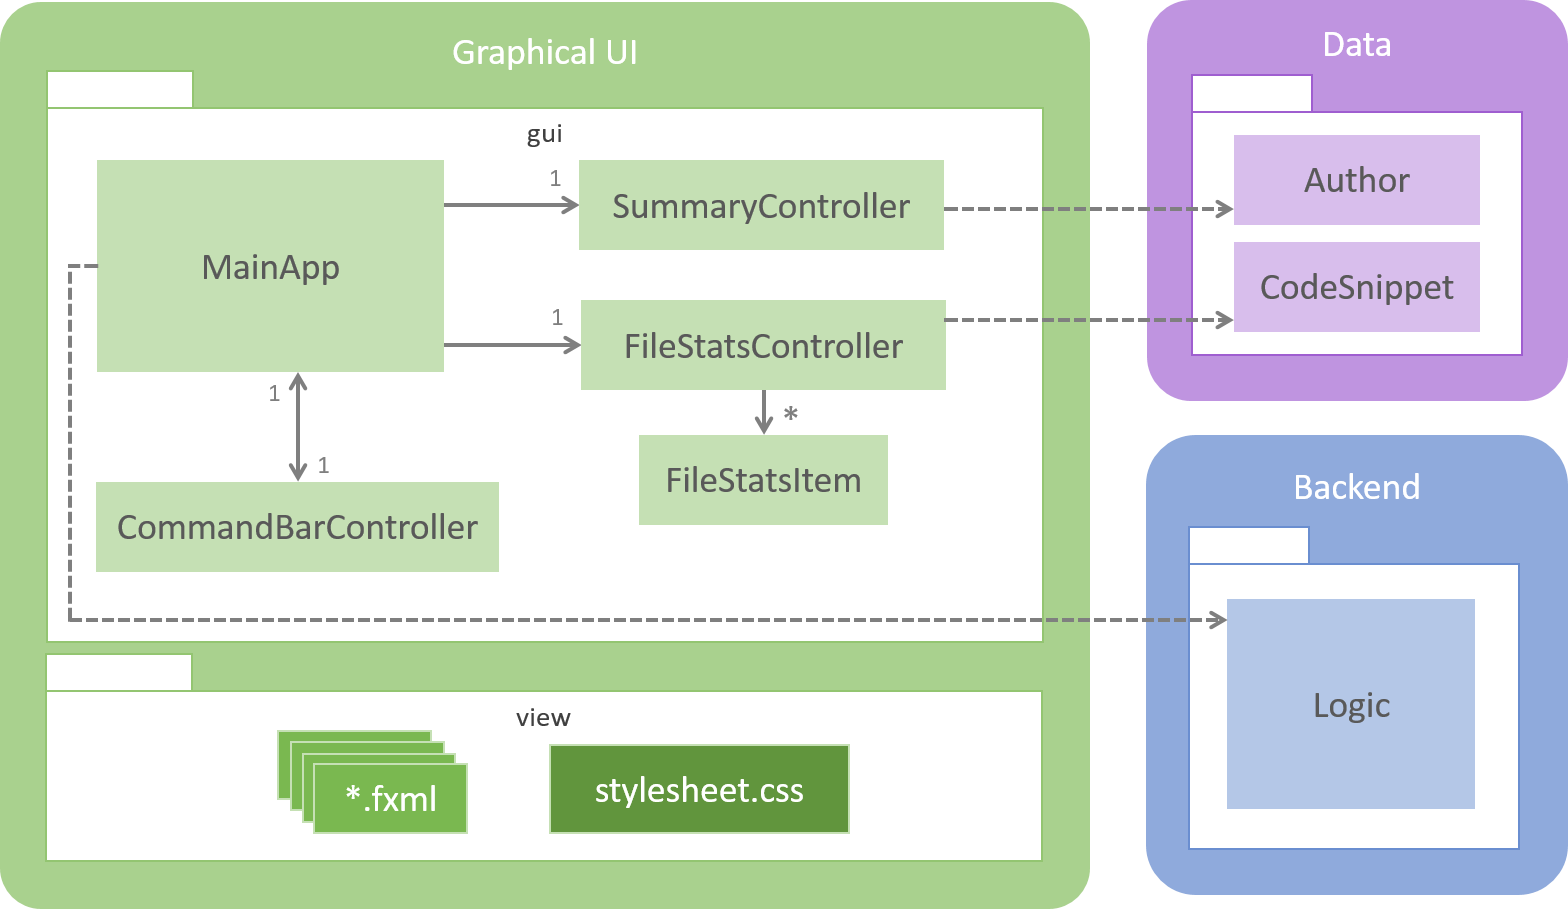 Graphical UI
gui
MainApp
1
SummaryController
1
FileStatsController
*
FileStatsItem
1
1
CommandBarController
view
*.fxml
stylesheet.css
Data
Author
CodeSnippet
Backend
Logic